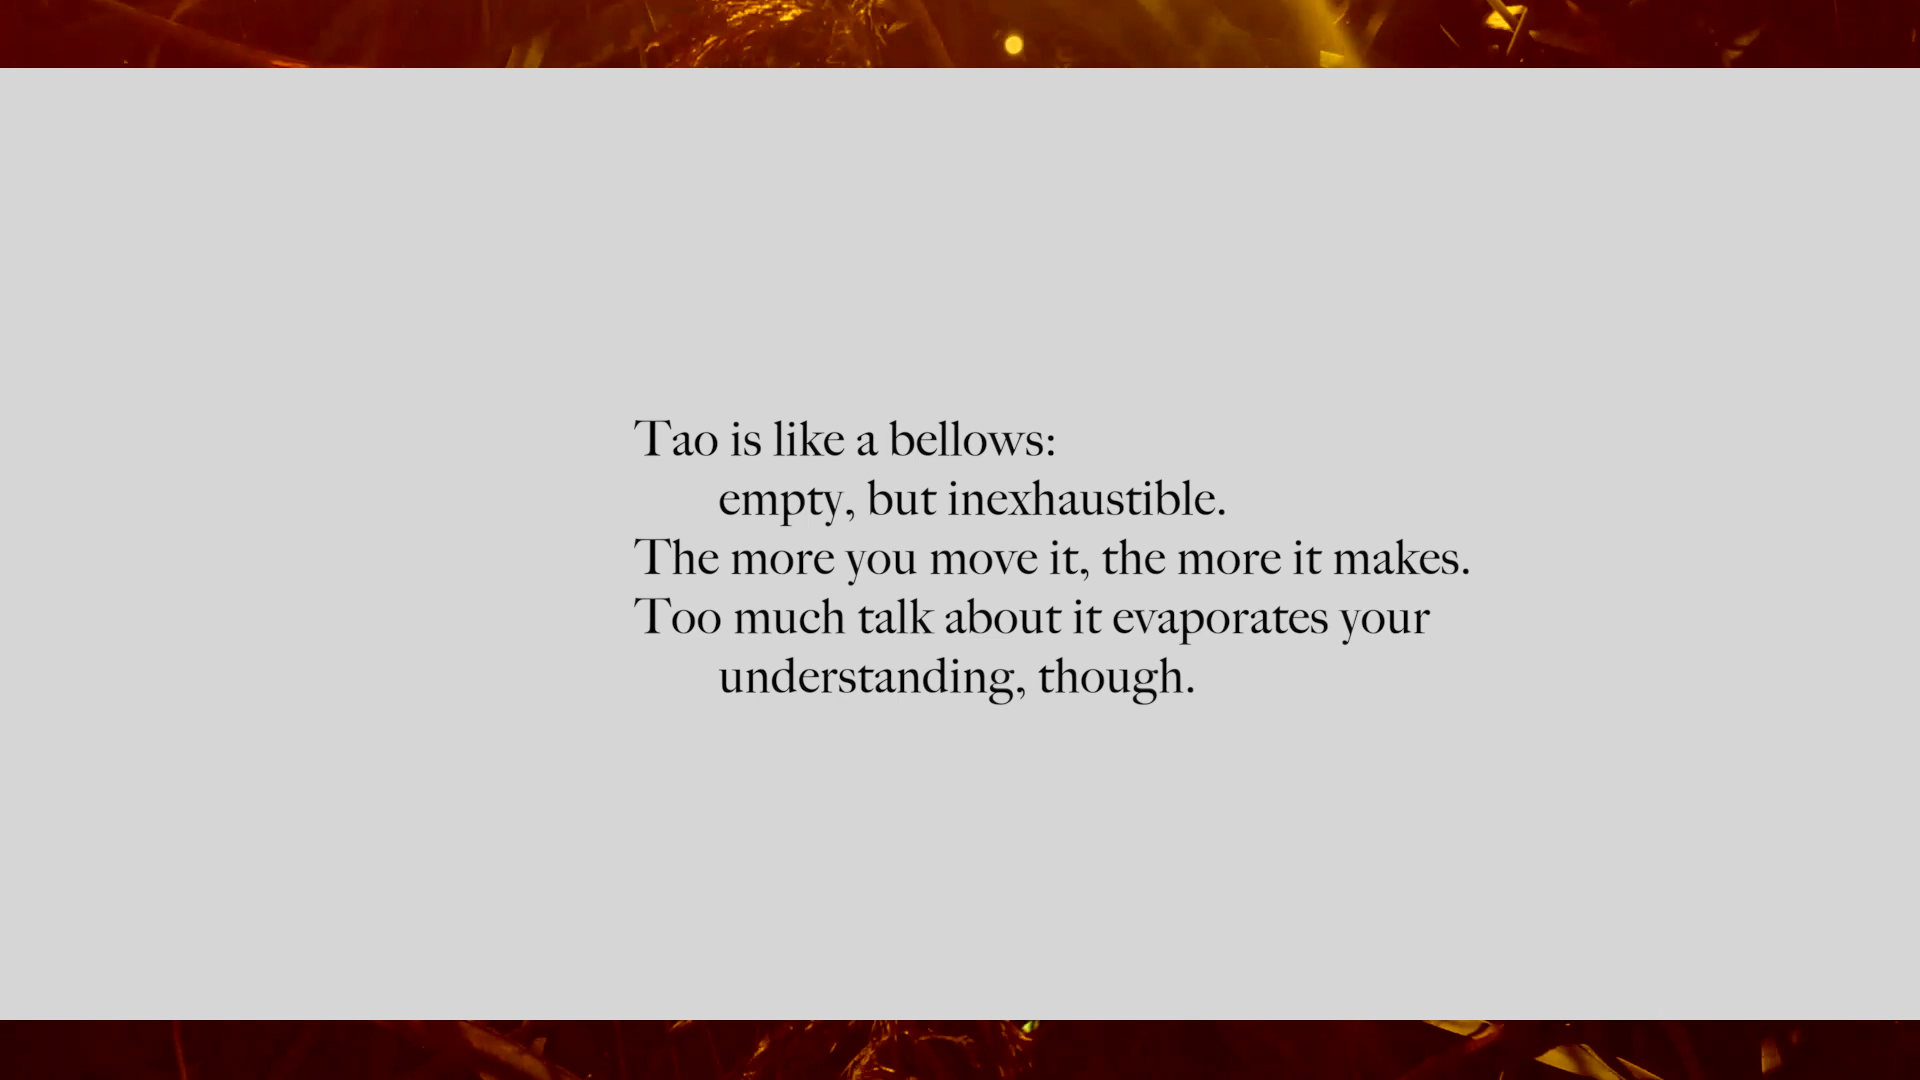 Tao is like a bellows:
empty, but inexhaustible.
The more you move it, the more it makes.
Too much talk about it evaporates your
understanding, though.